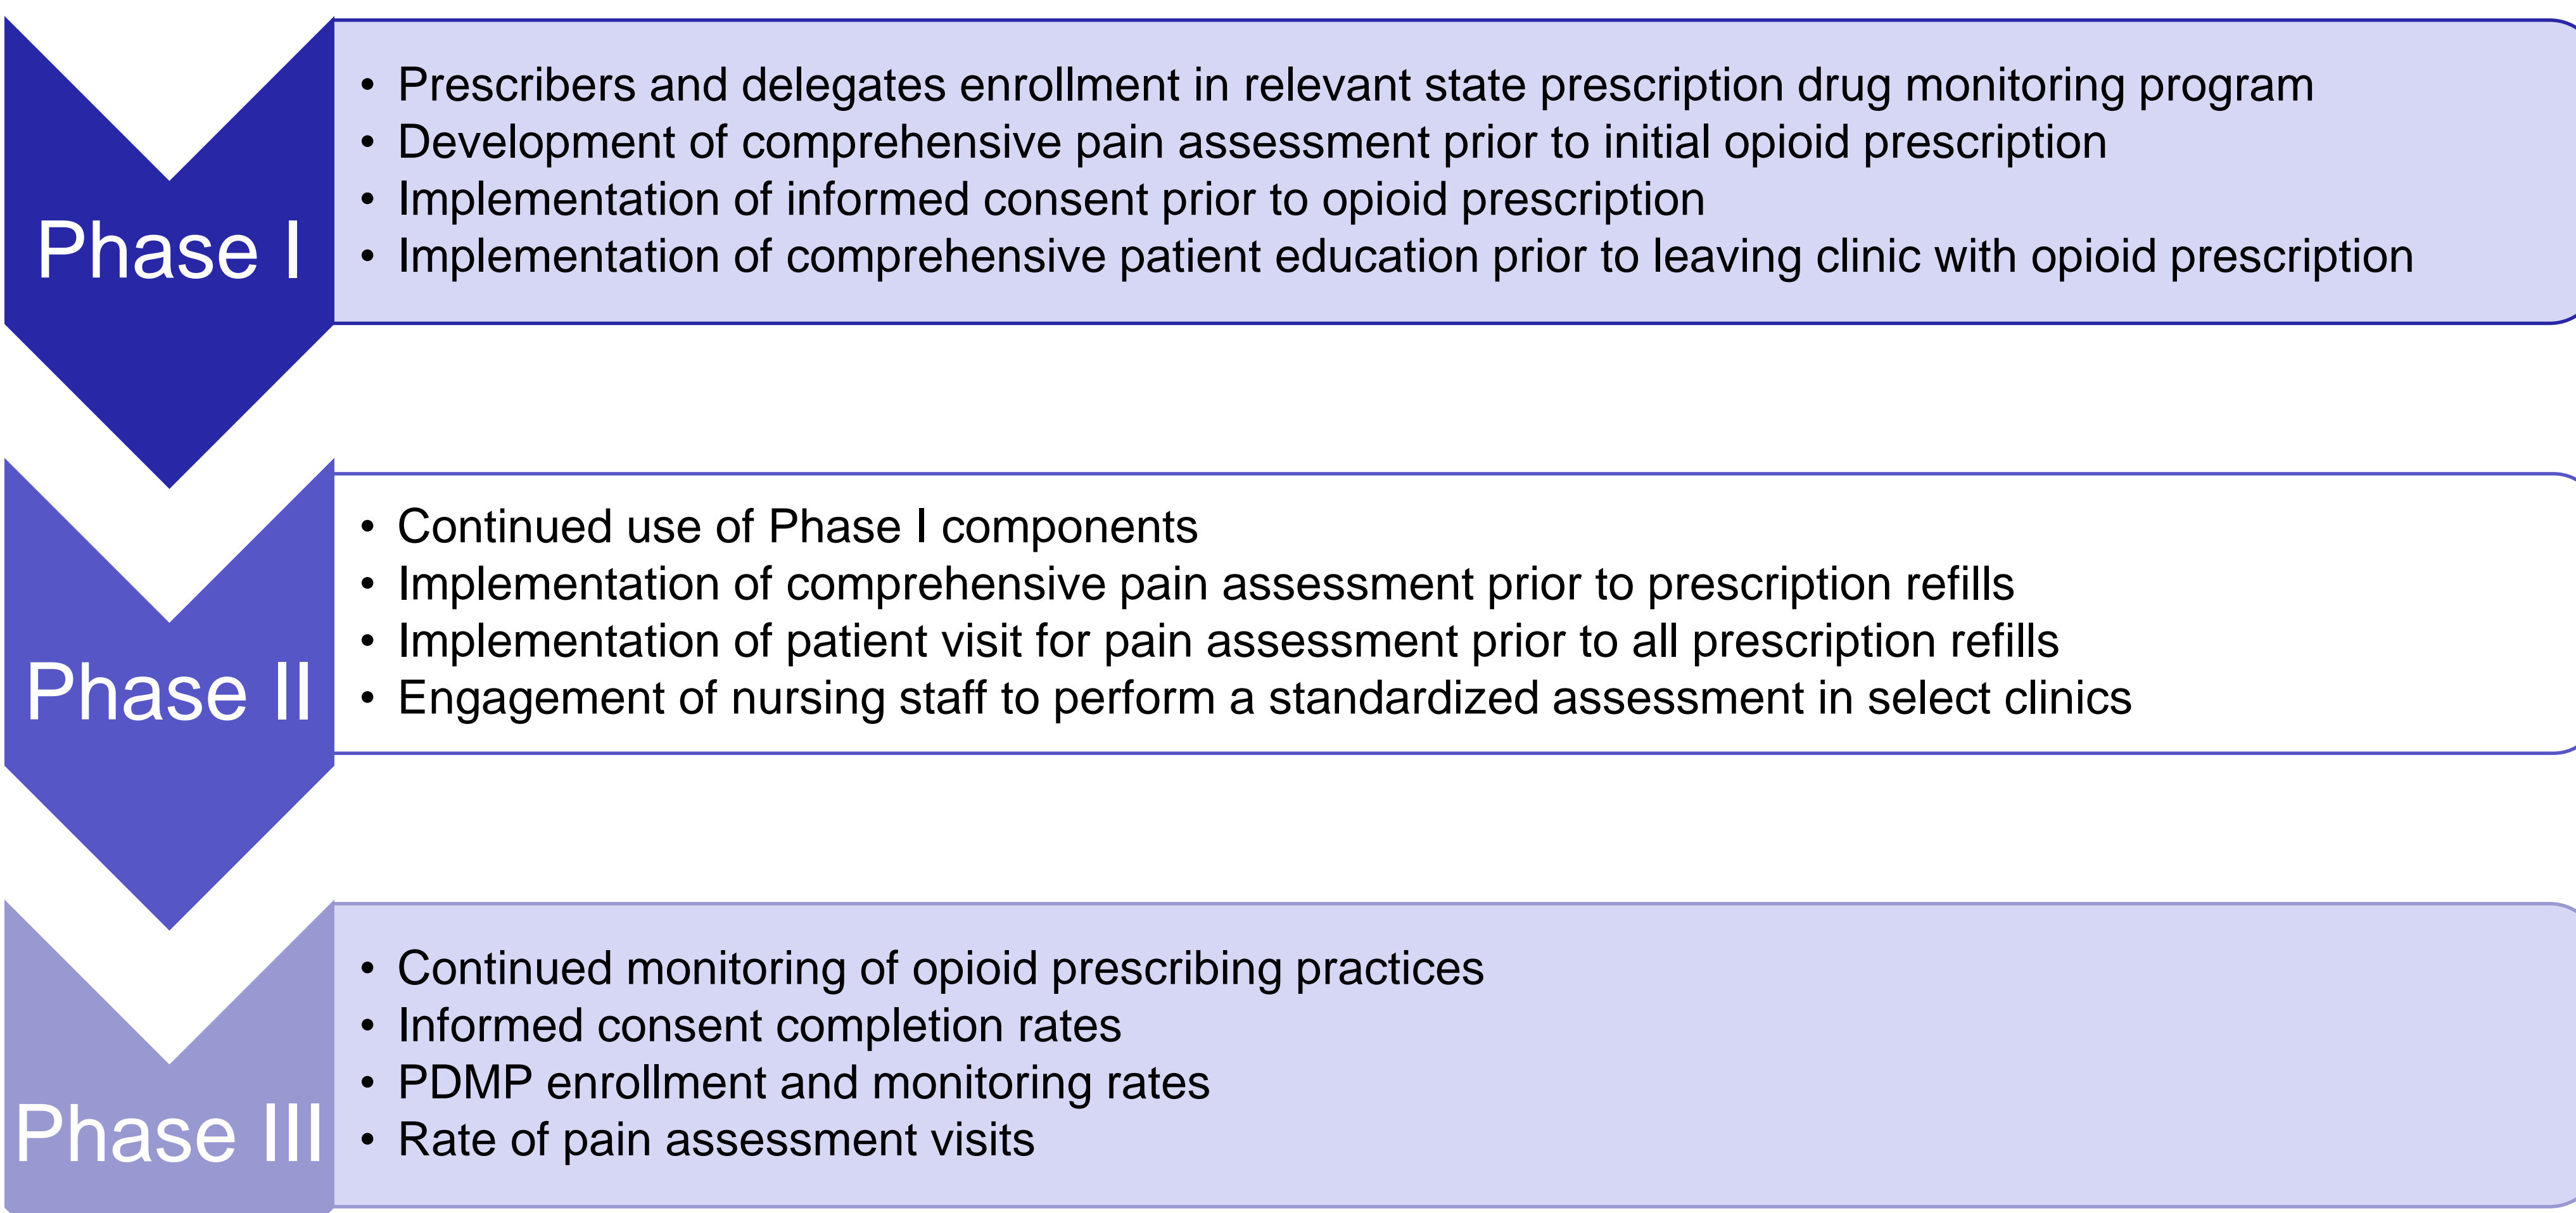 Phase I
• Prescribers and delegates enrollment in relevant state prescription drug monitoring program
• Development of comprehensive pain assessment prior to initial opioid prescription
• Implementation of informed consent prior to opioid prescription
• Implementation of comprehensive patient education prior to leaving clinic with opioid prescription
Phase II
• Continued use of Phase I components
• Implementation of comprehensive pain assessment prior to prescription refills
• Implementation of patient visit for pain assessment prior to all prescription refills
• Engagement of nursing staff to perform a standardized assessment in select clinics
Phase III
• Continued monitoring of opioid prescribing practices
• Informed consent completion rates
• PDMP enrollment and monitoring rates
• Rate of pain assessment visits